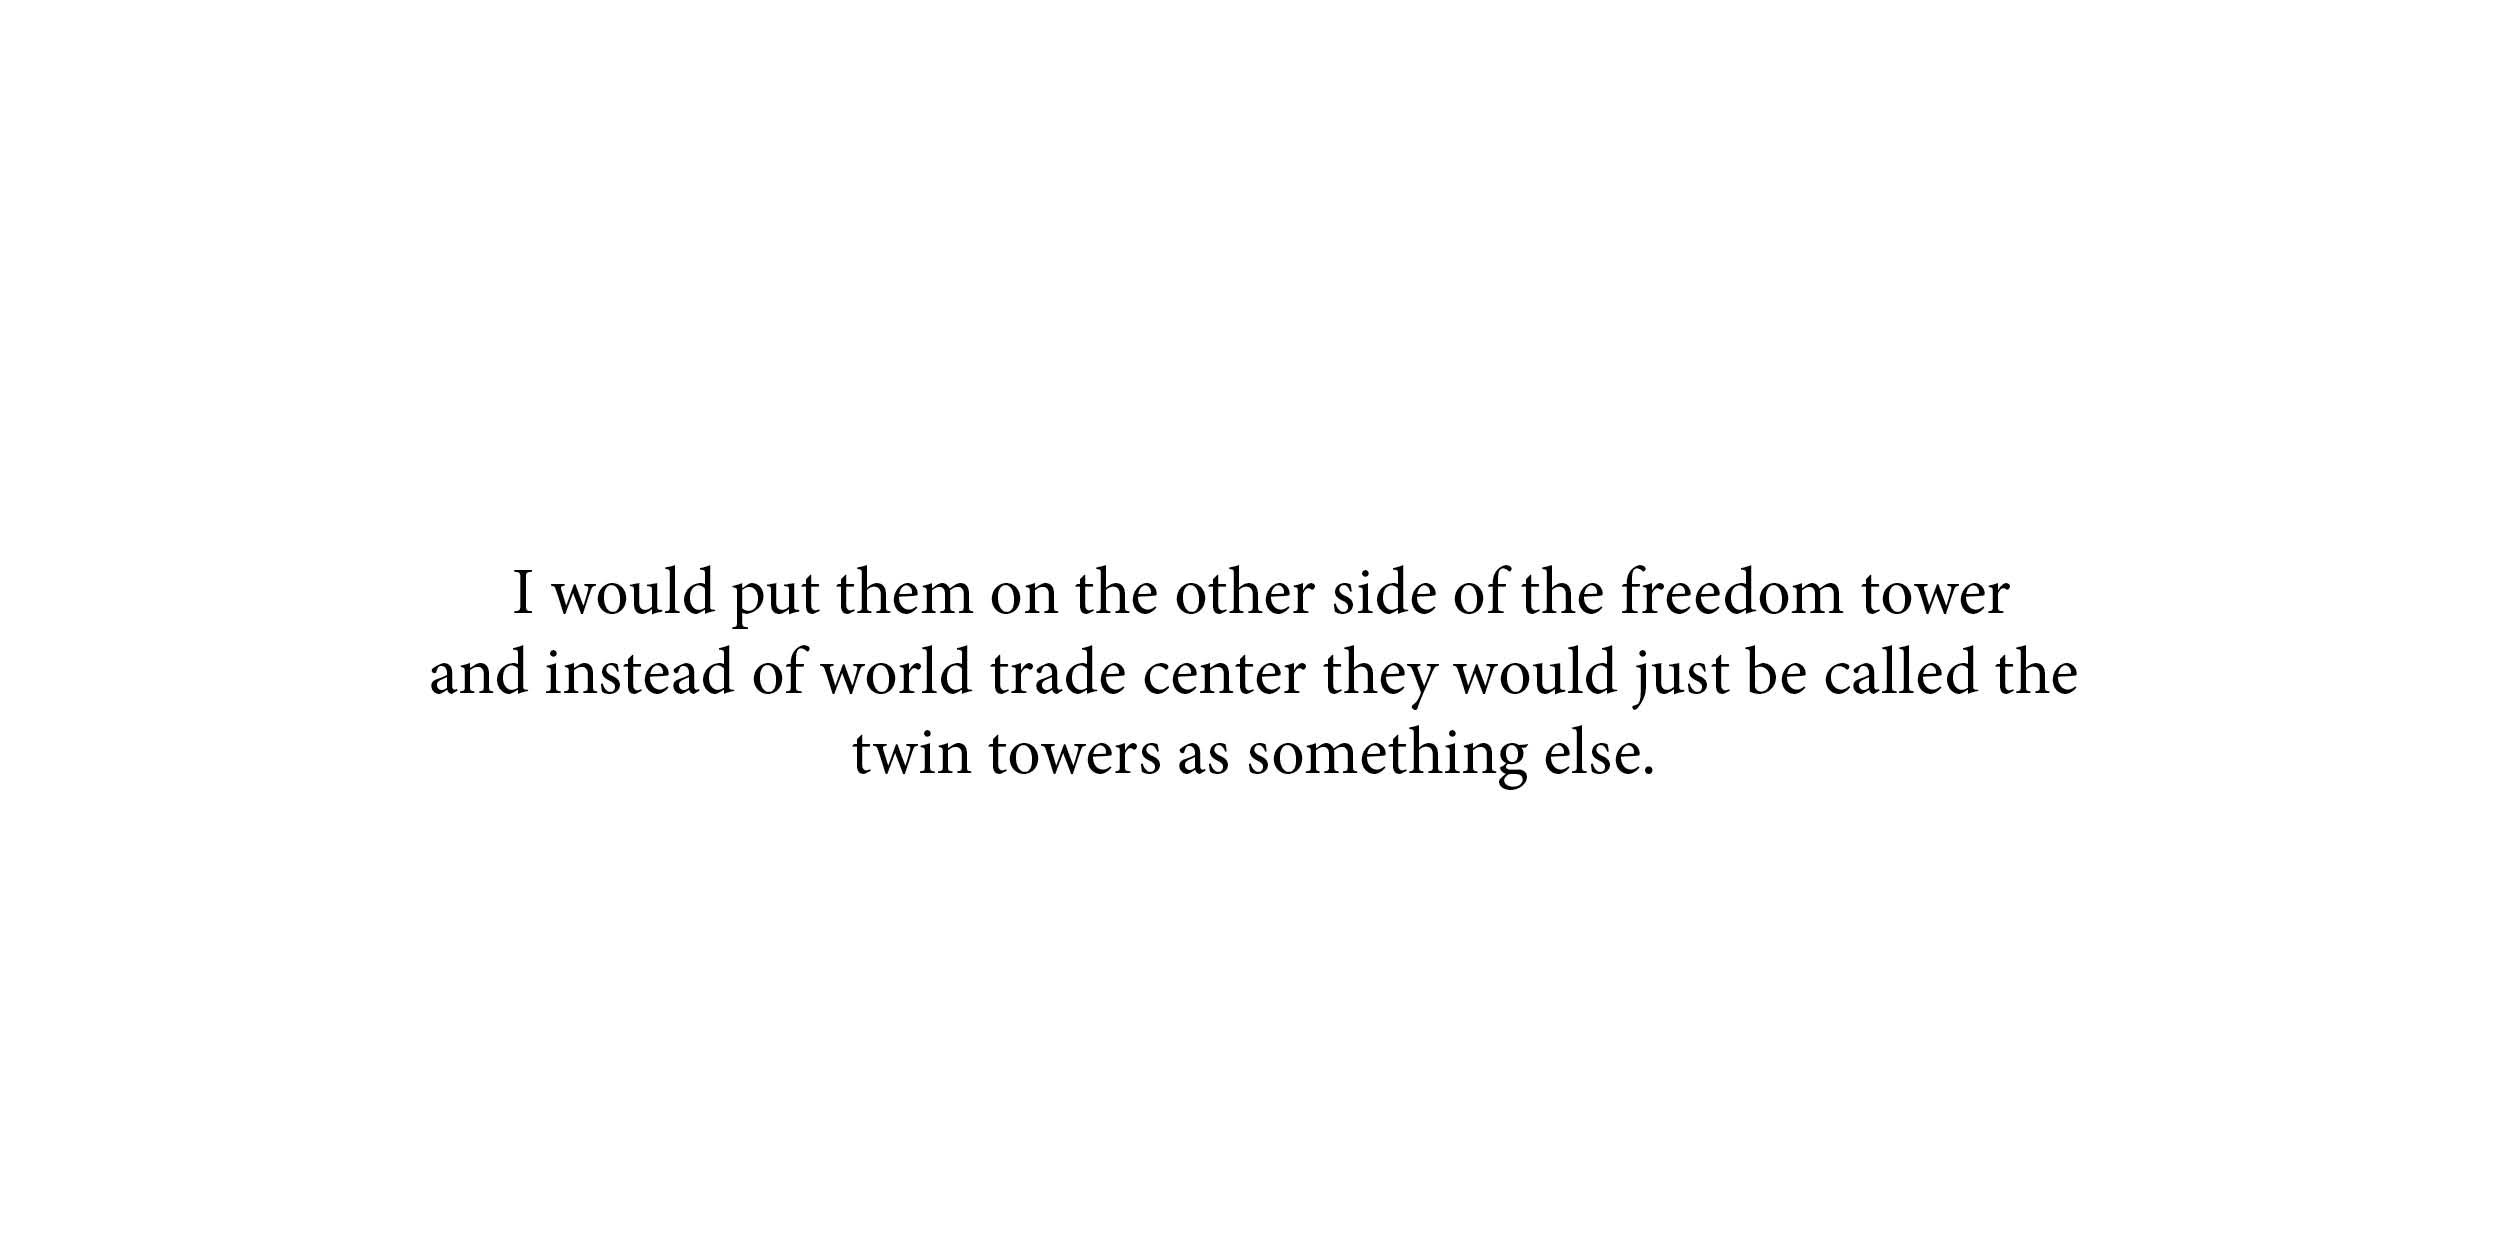 I would put them on the other side of the freedom tower
and instead of world trade center they would just be called the
twin towers as something else.